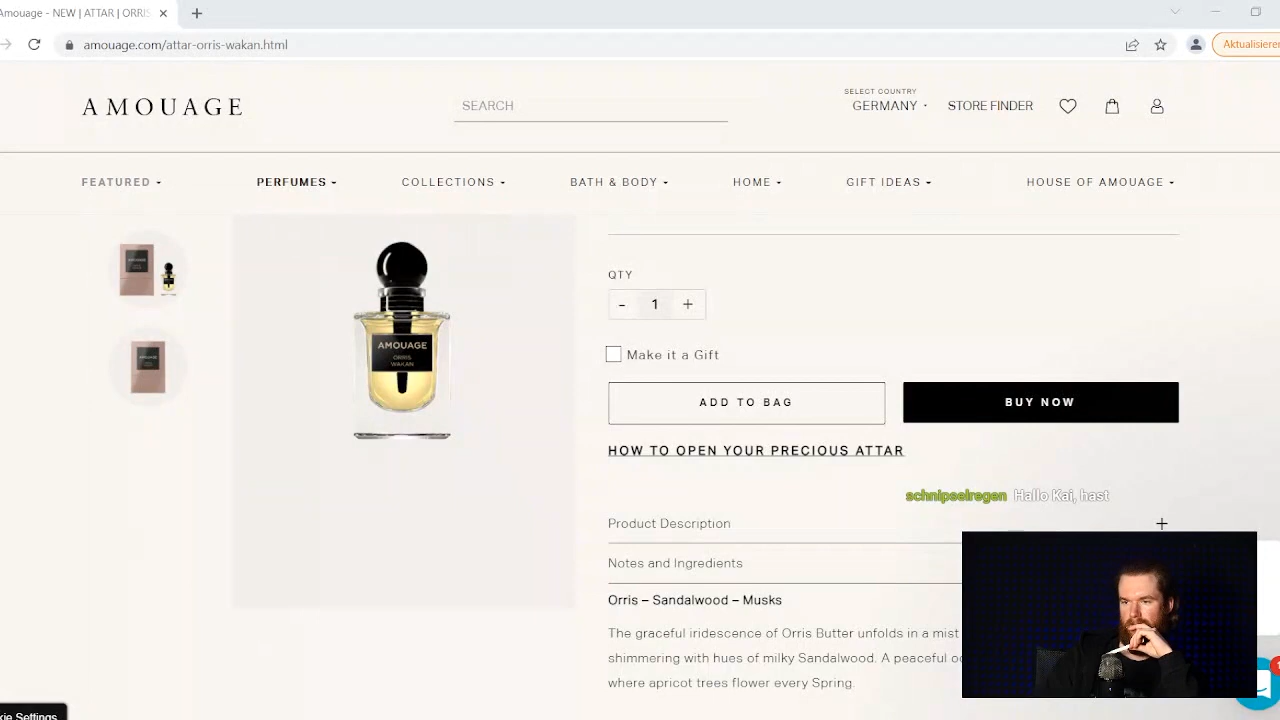 Amouage - NEW | ATTAR | ORRIS
amouage.com/attar-orris-wakan.html
Aktualisieren
AMOUAGE
SEARCH
SELECT COUNTRY
GERMANY
STORE FINDER
FEATURED
PERFUMES
COLLECTIONS
BATH & BODY
HOME
GIFT IDEAS
HOUSE OF AMOUAGE
AMOUAGE
ORRIS
WAKAN
QTY
- 1 +
Make it a Gift
ADD TO BAG
BUY NOW
HOW TO OPEN YOUR PRECIOUS ATTAR
schnipselregen Hallo Kai, hast
Product Description +
Notes and Ingredients
Orris – Sandalwood – Musks
The graceful iridescence of Orris Butter unfolds in a mist
shimmering with hues of milky Sandalwood. A peaceful
where apricot trees flower every Spring.
kie Settings